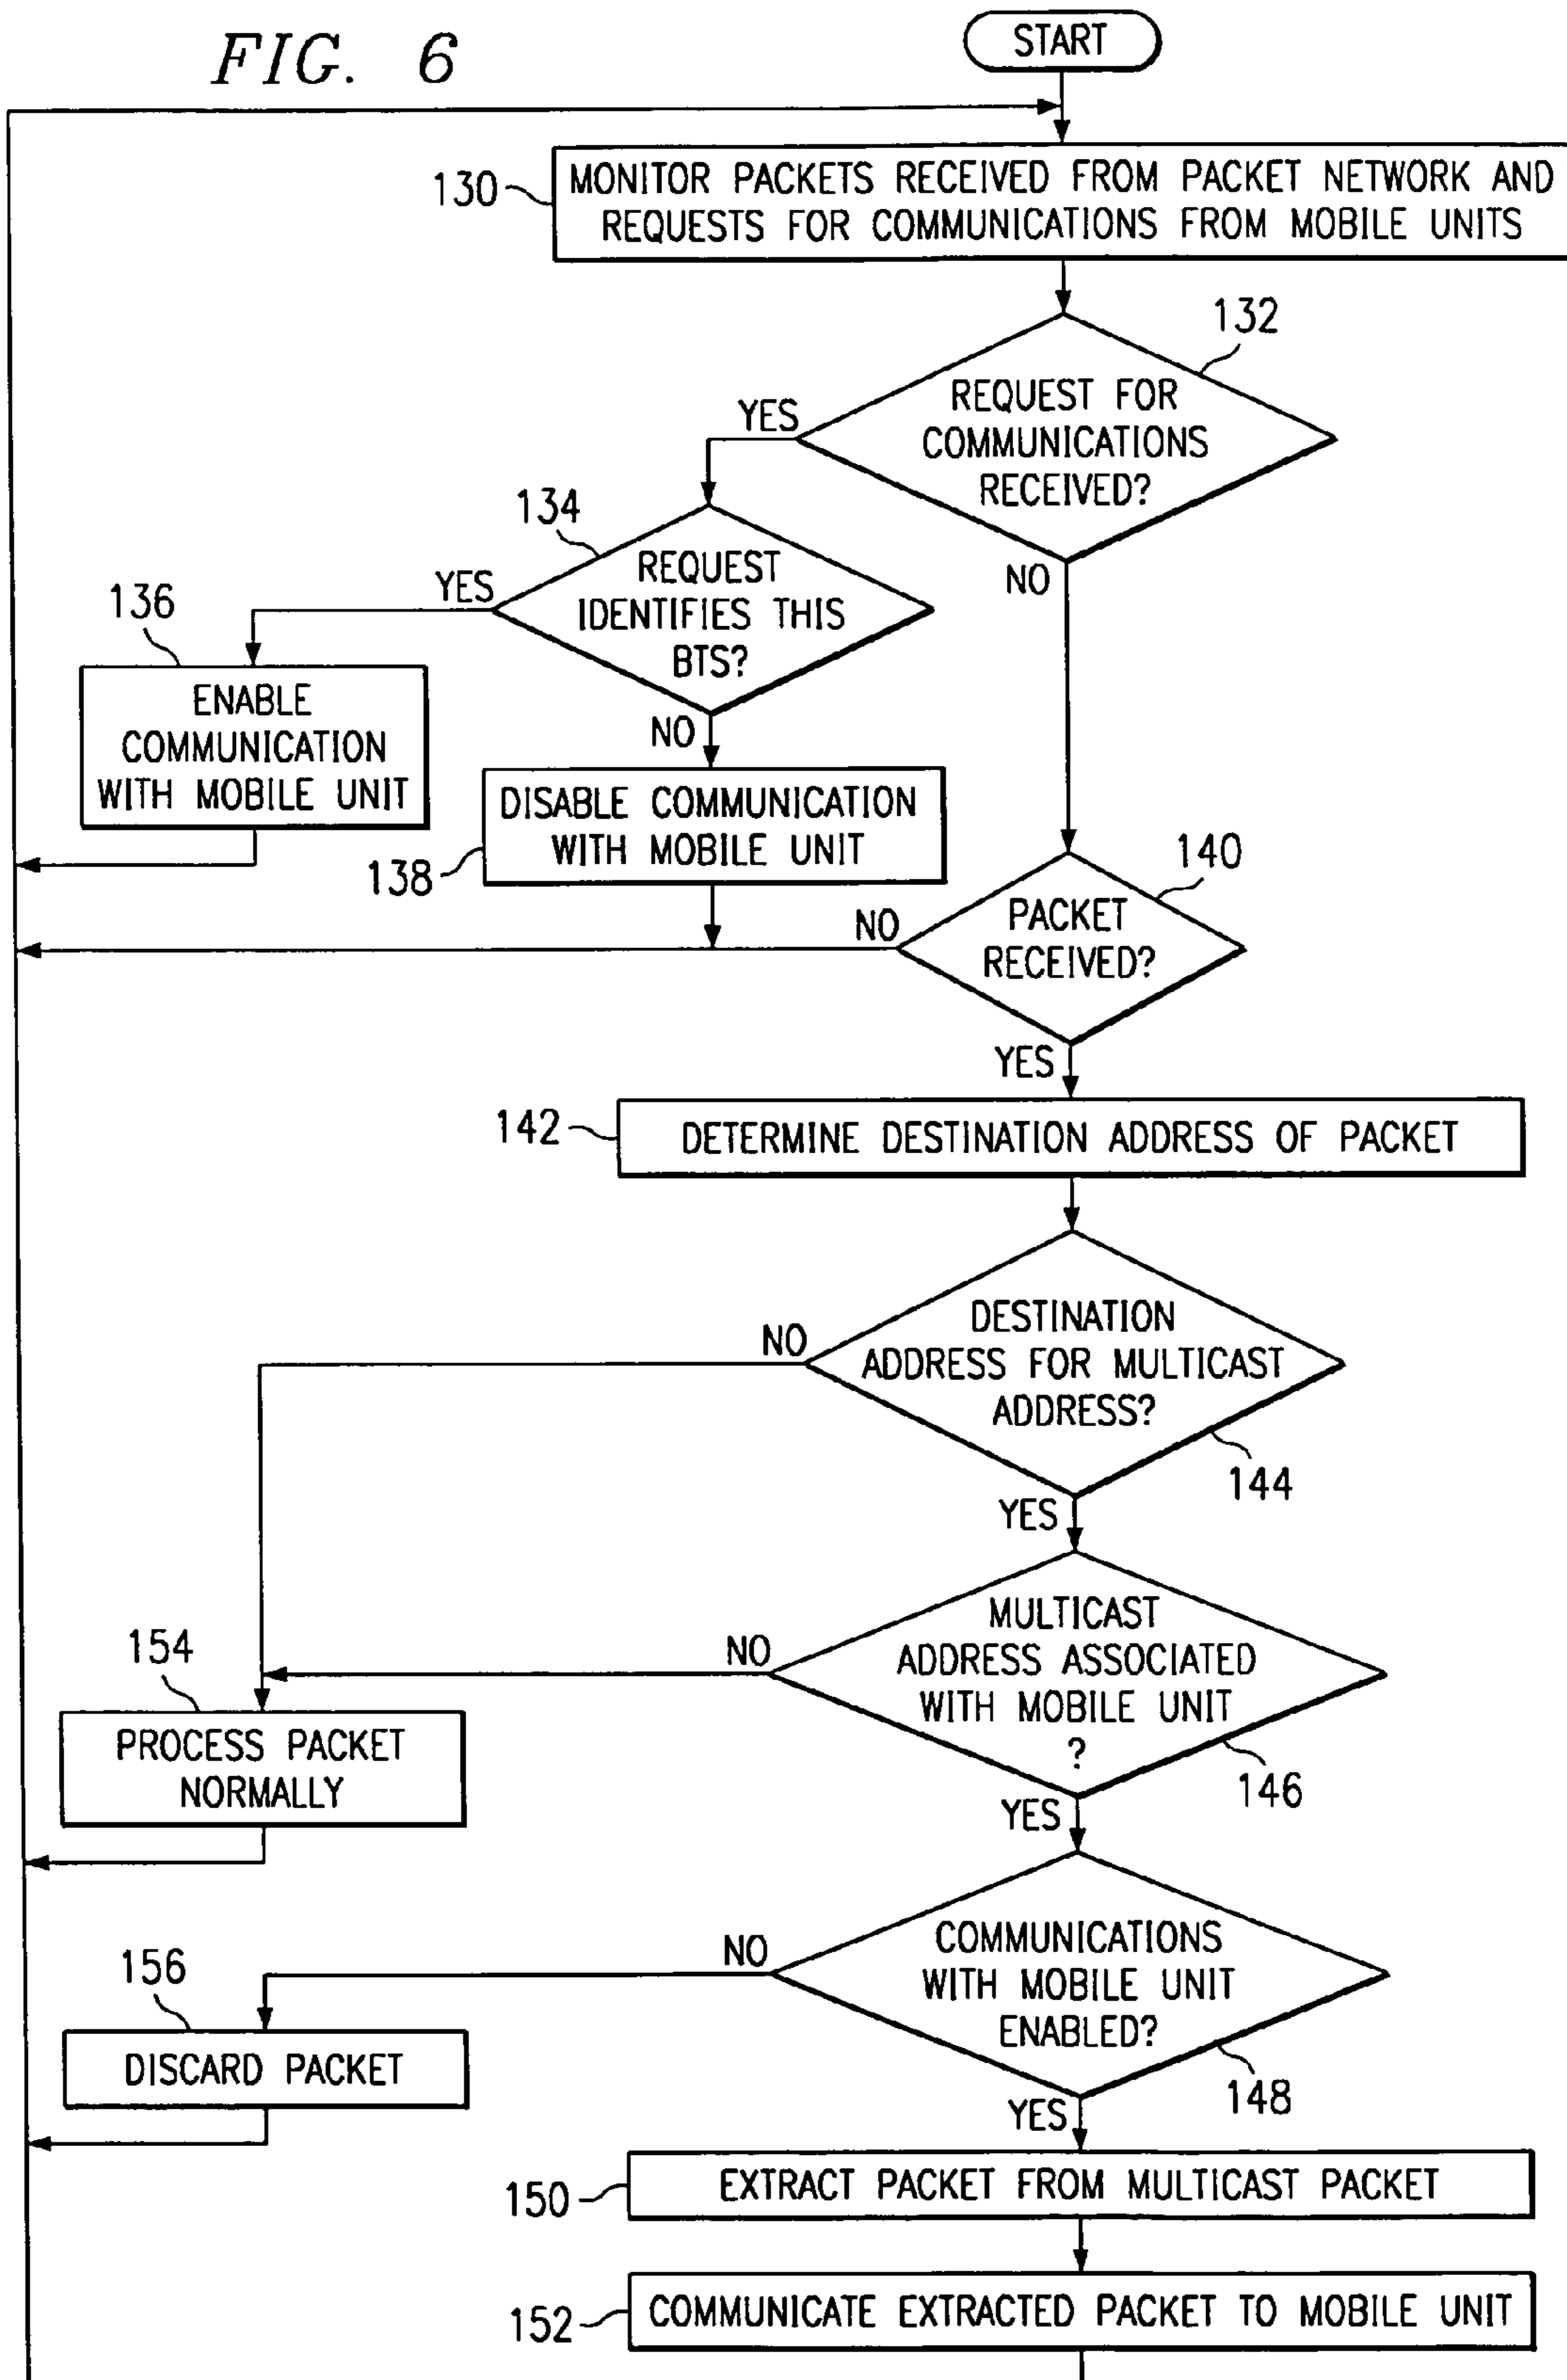 FIG. 6
START
130
MONITOR PACKETS RECEIVED FROM PACKET NETWORK AND
REQUESTS FOR COMMUNICATIONS FROM MOBILE UNITS
132
REQUEST FOR
COMMUNICATIONS
RECEIVED?
YES
NO
134
REQUEST
IDENTIFIES THIS
BTS?
YES
NO
136
ENABLE
COMMUNICATION
WITH MOBILE UNIT
DISABLE COMMUNICATION
WITH MOBILE UNIT
138
140
PACKET
RECEIVED?
NO
YES
142
DETERMINE DESTINATION ADDRESS OF PACKET
DESTINATION
ADDRESS FOR MULTICAST
ADDRESS?
NO
144
YES
MULTICAST
ADDRESS ASSOCIATED
WITH MOBILE UNIT
?
NO
146
YES
154
PROCESS PACKET
NORMALLY
COMMUNICATIONS
WITH MOBILE UNIT
ENABLED?
NO
148
YES
156
DISCARD PACKET
150
EXTRACT PACKET FROM MULTICAST PACKET
152
COMMUNICATE EXTRACTED PACKET TO MOBILE UNIT